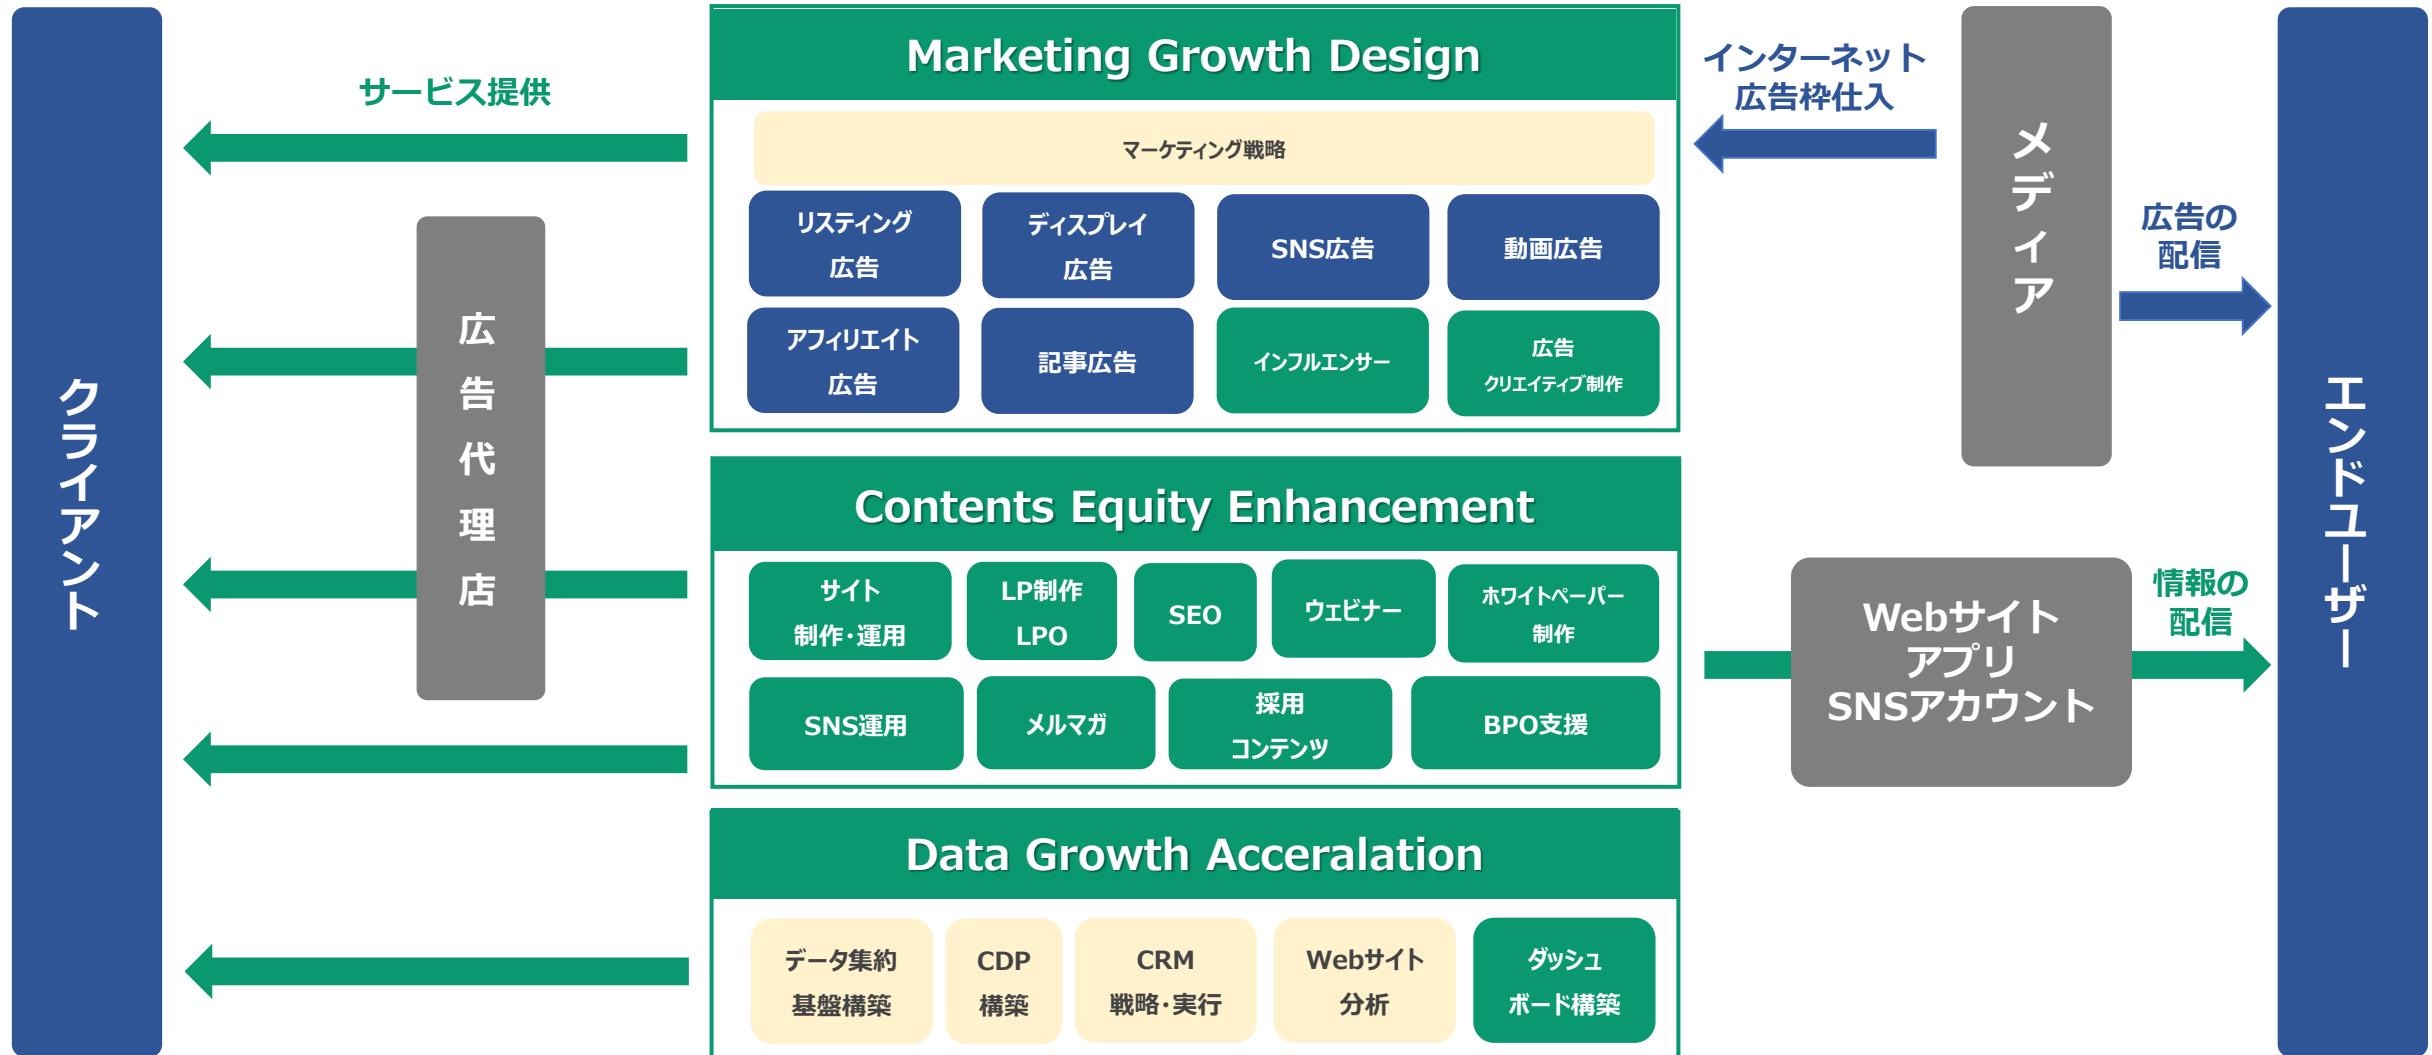 クライアント
サービス提供
広告代理店
Marketing Growth Design
マーケティング戦略
リスティング
広告
ディスプレイ
広告
SNS広告
動画広告
アフィリエイト
広告
記事広告
インフルエンサー
広告
クリエイティブ制作
Contents Equity Enhancement
サイト
制作・運用
LP制作
LPO
SEO
ウェビナー
ホワイトペーパー
制作
SNS運用
メルマガ
採用
コンテンツ
BPO支援
Data Growth Acceralation
データ集約
基盤構築
CDP
構築
CRM
戦略・実行
Webサイト
分析
ダッシュ
ボード構築
インターネット
広告枠仕入
メディア
広告の
配信
Webサイト
アプリ
SNSアカウント
情報の
配信
エンドユーザー